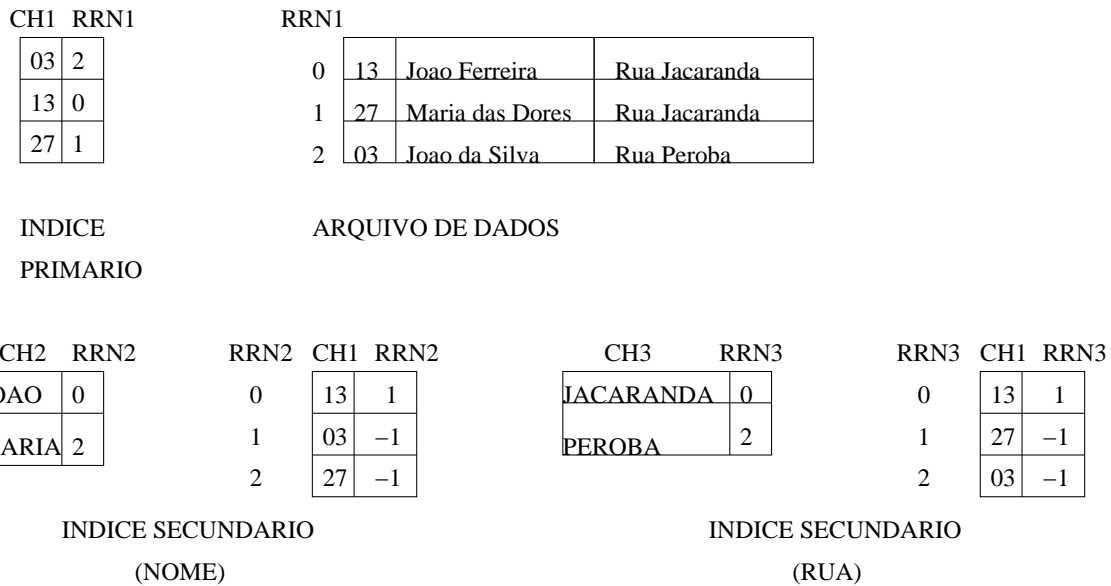 CH1 RRN1 RRN1
03 2
13 0
27 1
0 13 Joao Ferreira Rua Jacaranda
1 27 Maria das Dores Rua Jacaranda
2 03 Joao da Silva Rua Peroba
INDICE
PRIMARIO
ARQUIVO DE DADOS
CH2 RRN2 RRN2 CH1 RRN2
OAO 0
ARIA 2
0 13 1
1 03 −1
2 27 −1
INDICE SECUNDARIO
(NOME)
CH3 RRN3 RRN3 CH1 RRN3
JACARANDA 0
PEROBA 2
0 13 1
1 27 −1
2 03 −1
INDICE SECUNDARIO
(RUA)